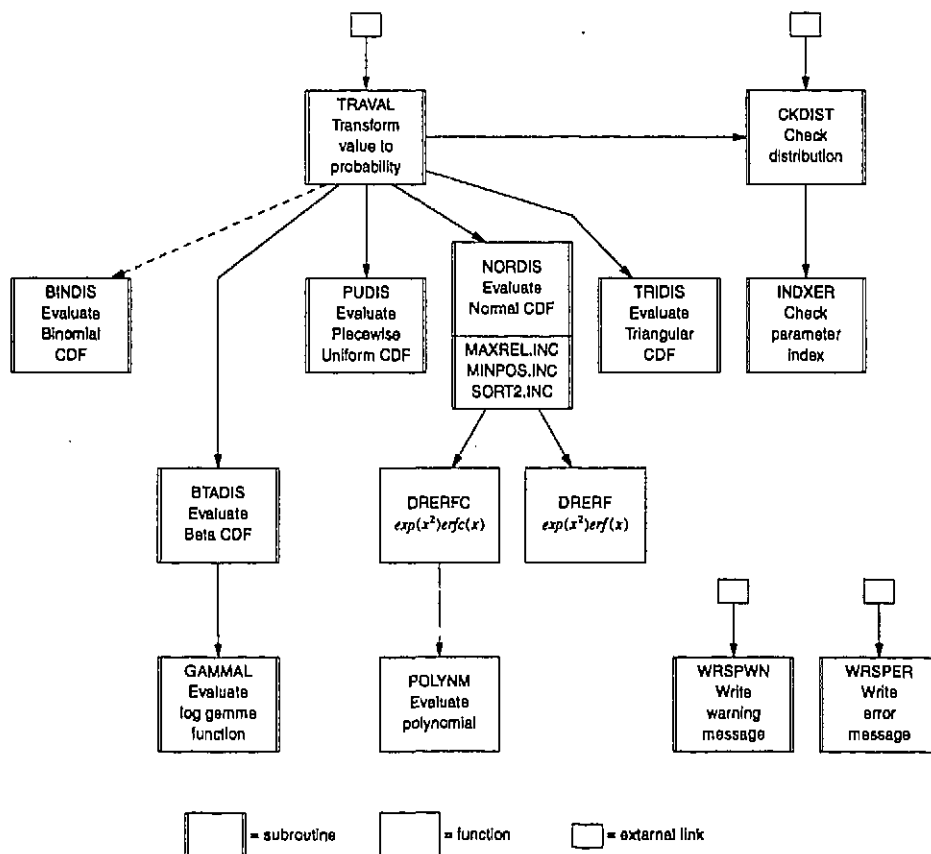 TRAVAL
Transform
value to
probability
CKDIST
Check
distribution
BINDIS
Evaluate
Binomial
CDF
PUDIS
Evaluate
Piecewise
Uniform CDF
NORDIS
Evaluate
Normal CDF
MAXREL.INC
MINPOS.INC
SORT2.INC
TRIDIS
Evaluate
Triangular
CDF
INDXER
Check
parameter
index
BTADIS
Evaluate
Beta CDF
DRERFC
exp(x²)erfc(x)
DRERF
exp(x²)erf(x)
GAMMAL
Evaluate
log gamme
function
POLYNM
Evaluate
polynomial
WRSPWN
Write
warning
message
WRSPER
Write
error
message
= subroutine
= function
= external link